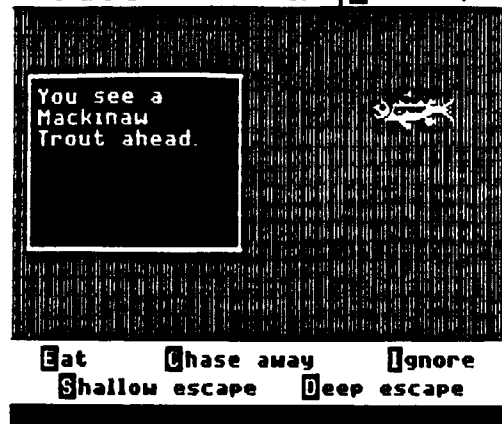 You see a
Mackinaw
Trout ahead.
Eat Chase away Ignore
Shallow escape Deep escape